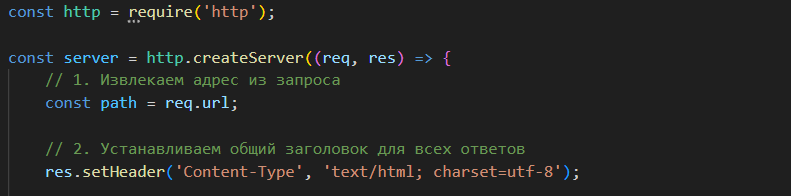 const http = require('http');
const server = http.createServer((req, res) => {
// 1. Извлекаем адрес из запроса
const path = req.url;
// 2. Устанавливаем общий заголовок для всех ответов
res.setHeader('Content-Type', 'text/html; charset=utf-8');